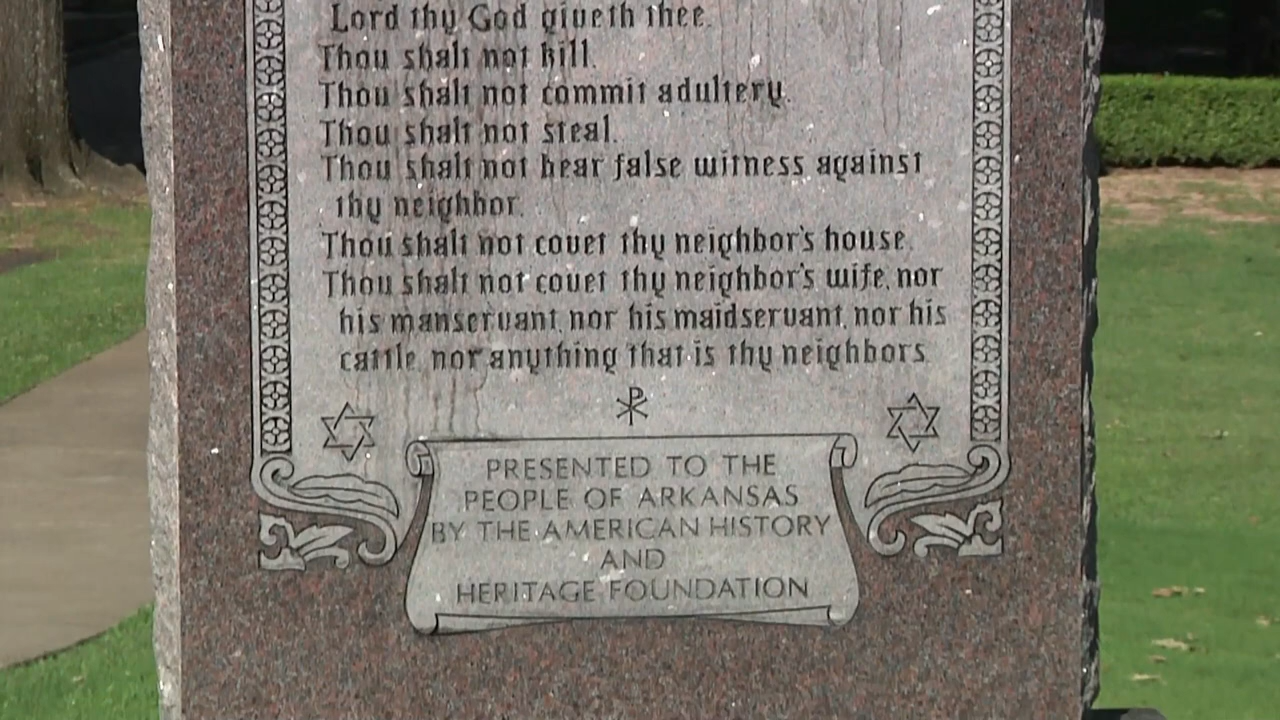 Lord thy God giveth thee.
Thou shalt not kill.
Thou shalt not commit adultery.
Thou shalt not steal.
Thou shalt not bear false witness against
thy neighbor.
Thou shalt not covet thy neighbor's house.
Thou shalt not covet thy neighbor's wife, nor
his manservant, nor his maidservant, nor his
cattle, nor anything that is thy neighbors.
PRESENTED TO THE
PEOPLE OF ARKANSAS
BY THE AMERICAN HISTORY
AND
HERITAGE FOUNDATION